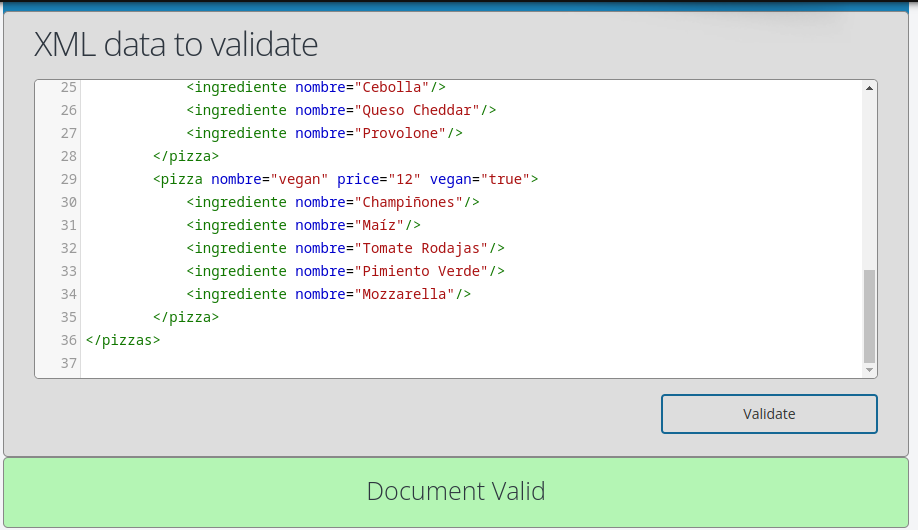 XML data to validate
25 <ingrediente nombre="Cebolla"/>
26 <ingrediente nombre="Queso Cheddar"/>
27 <ingrediente nombre="Provolone"/>
28 </pizza>
29 <pizza nombre="vegan" price="12" vegan="true">
30 <ingrediente nombre="Champiñones"/>
31 <ingrediente nombre="Maíz"/>
32 <ingrediente nombre="Tomate Rodajas"/>
33 <ingrediente nombre="Pimiento Verde"/>
34 <ingrediente nombre="Mozzarella"/>
35 </pizza>
36 </pizzas>
37
Validate
Document Valid